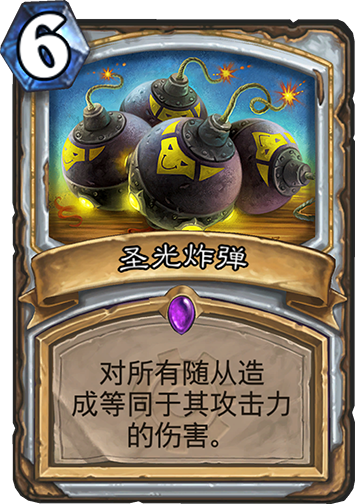 6
圣光炸弹
对所有随从造
成等同于其攻击力
的伤害。